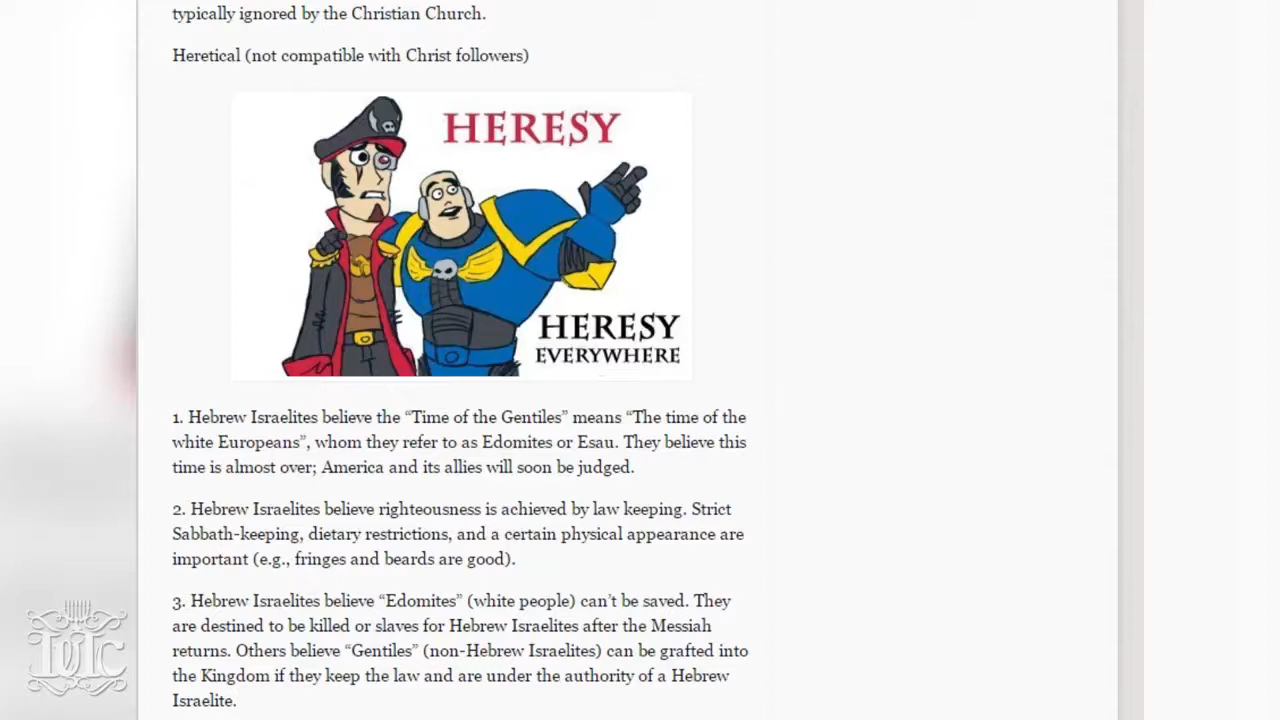 typically ignored by the Christian Church.
Heretical (not compatible with Christ followers)
HERESY
HERESY
EVERYWHERE
1. Hebrew Israelites believe the “Time of the Gentiles” means “The time of the
white Europeans”, whom they refer to as Edomites or Esau. They believe this
time is almost over; America and its allies will soon be judged.
2. Hebrew Israelites believe righteousness is achieved by law keeping. Strict
Sabbath-keeping, dietary restrictions, and a certain physical appearance are
important (e.g., fringes and beards are good).
3. Hebrew Israelites believe “Edomites” (white people) can’t be saved. They
are destined to be killed or slaves for Hebrew Israelites after the Messiah
returns. Others believe “Gentiles” (non-Hebrew Israelites) can be grafted into
the Kingdom if they keep the law and are under the authority of a Hebrew
Israelite.